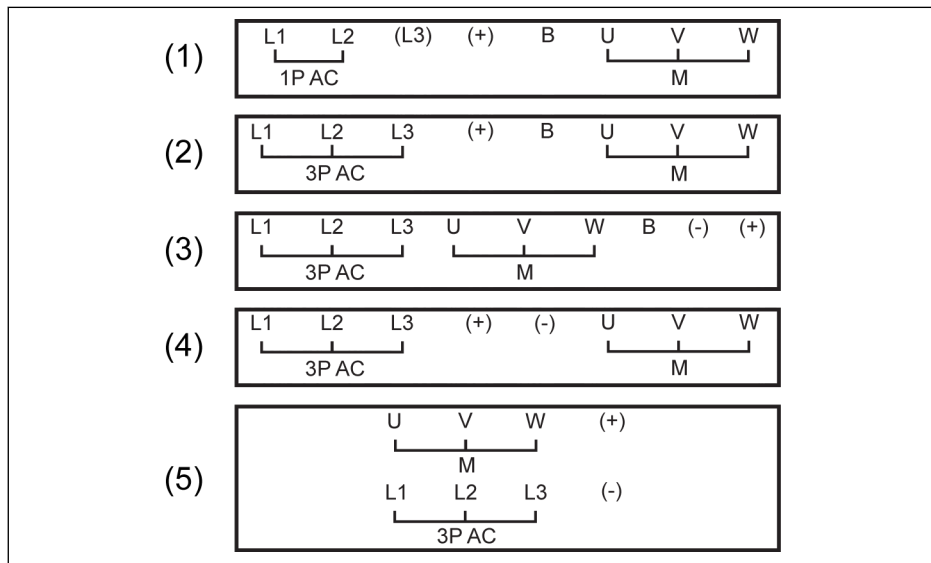 (1) L1 L2 (L3) (+) B U V W
1P AC M
(2) L1 L2 L3 (+) B U V W
3P AC M
(3) L1 L2 L3 U V W B (-) (+)
3P AC M
(4) L1 L2 L3 (+) (-) U V W
3P AC M
(5)
U V W (+)
M
L1 L2 L3 (-)
3P AC